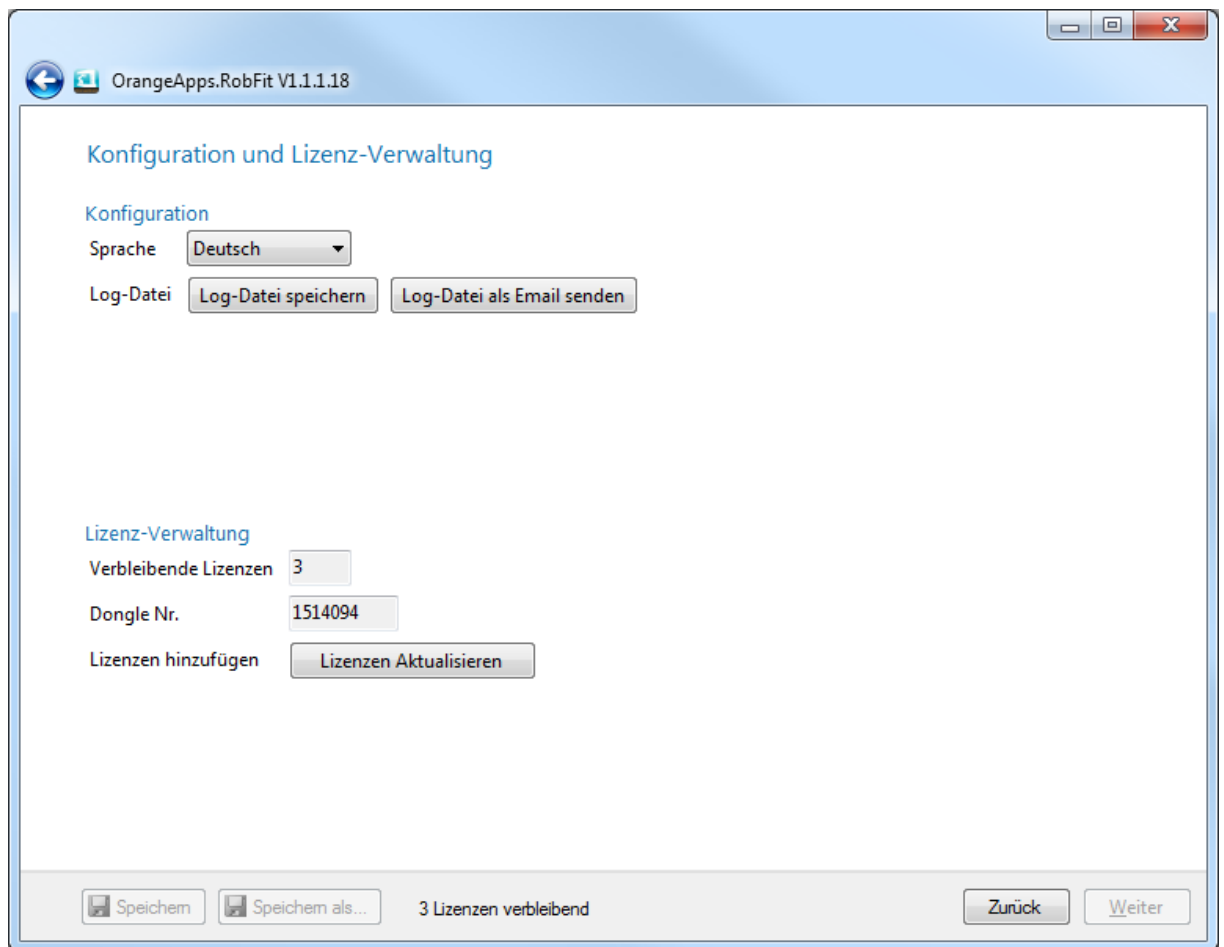 OrangeApps.RobFit V1.1.1.18
Konfiguration und Lizenz-Verwaltung
Konfiguration
Sprache Deutsch
Log-Datei Log-Datei speichern Log-Datei als Email senden
Lizenz-Verwaltung
Verbleibende Lizenzen 3
Dongle Nr. 1514094
Lizenzen hinzufügen Lizenzen Aktualisieren
Speichern Speichern als... 3 Lizenzen verbleibend Zurück Weiter